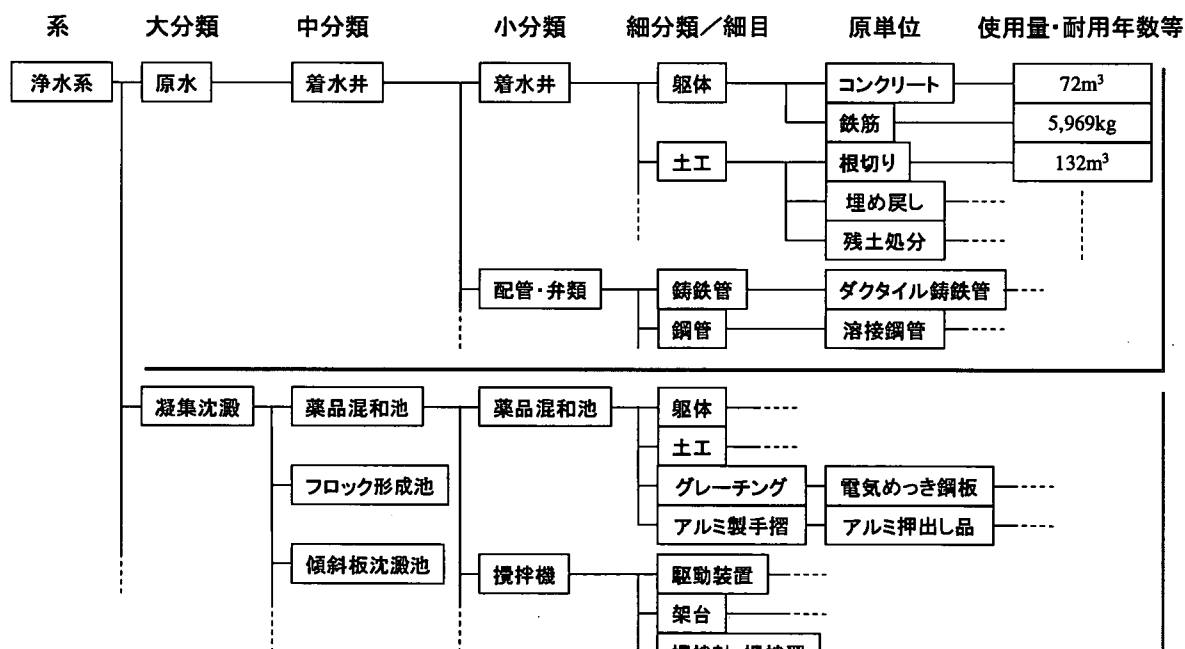 系 大分類 中分類 小分類 細分類／細目 原単位 使用量・耐用年数等
浄水系 原水 着水井 着水井 躯体 コンクリート 72m³
鉄筋 5,969kg
土工 根切り 132m³
埋め戻し
残土処分
配管・弁類 鋳鉄管 ダクタイル鋳鉄管
鋼管 溶接鋼管
凝集沈澱 薬品混和池 薬品混和池 躯体
土工
フロック形成池 グレーチング 電気めっき鋼板
アルミ製手摺 アルミ押出し品
傾斜板沈澱池 攪拌機 駆動装置
架台